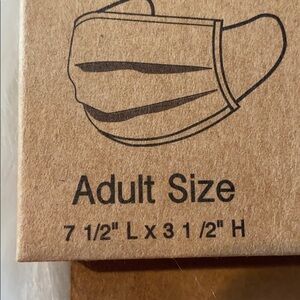 Adult Size
7 1/2" L x 3 1 /2" H